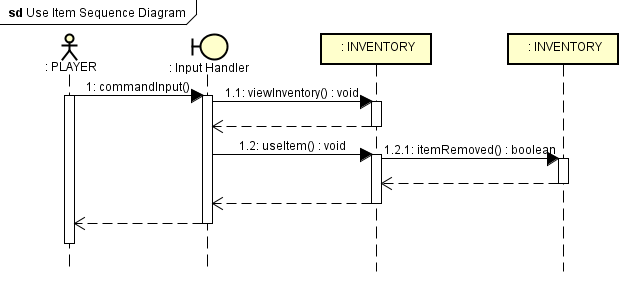 sd Use Item Sequence Diagram
: PLAYER
: Input Handler
: INVENTORY
: INVENTORY
1: commandInput()
1.1: viewInventory() : void
1.2: useItem() : void
1.2.1: itemRemoved() : boolean